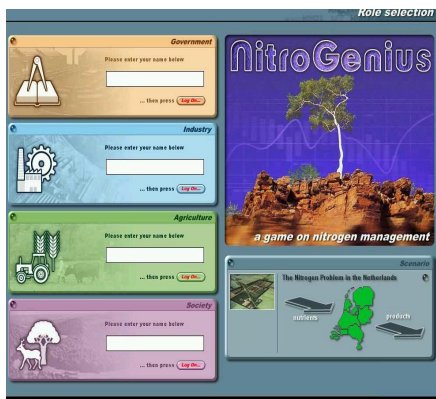 Role selection
Government
Please enter your name below
... then press Log On...
Industry
Please enter your name below
... then press Log On...
Agriculture
Please enter your name below
... then press Log On...
Society
Please enter your name below
... then press Log On...
NitroGenius
a game on nitrogen management
Scenario
The Nitrogen Problem in the Netherlands
nutrients
products